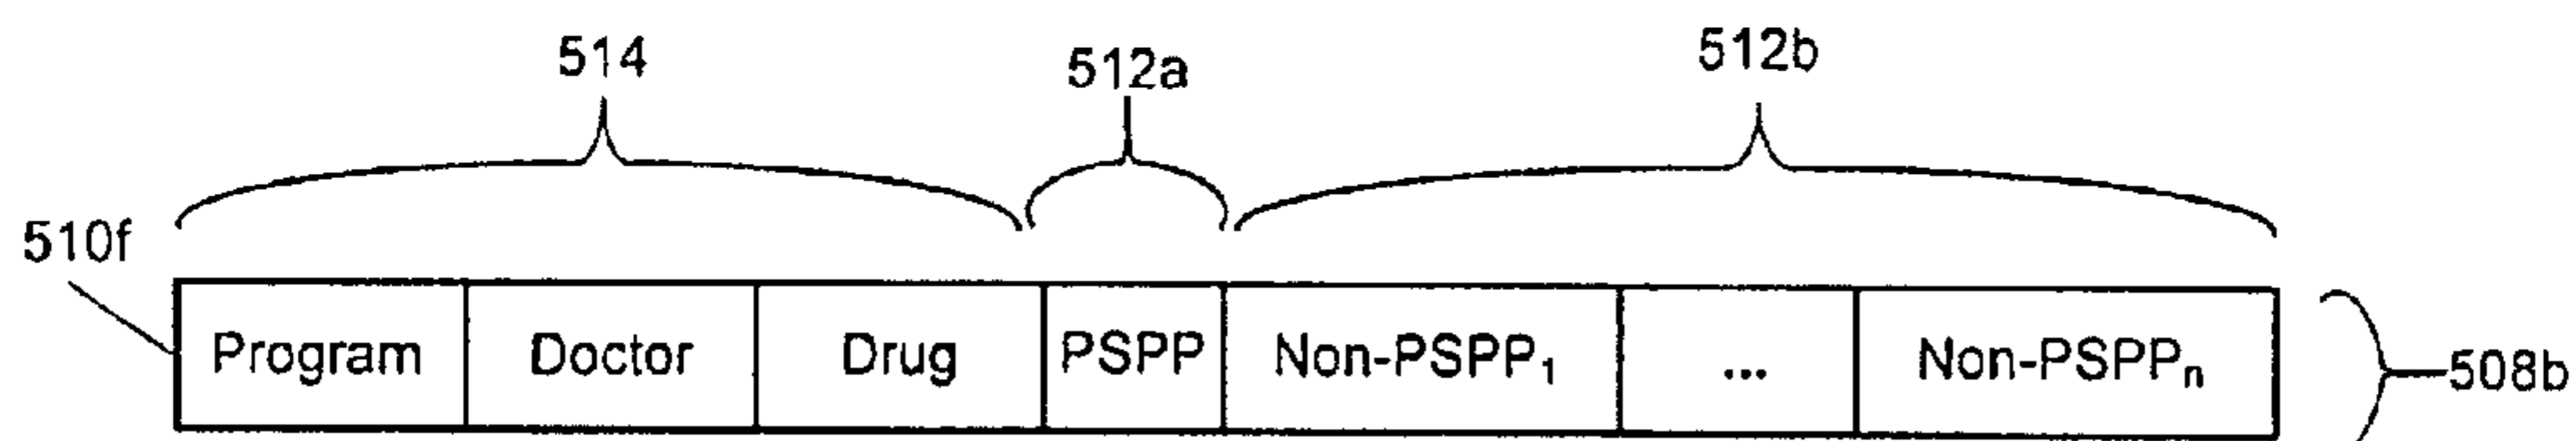 514 512a 512b
510f
Program Doctor Drug PSPP Non-PSPP₁ ... Non-PSPPₙ 508b